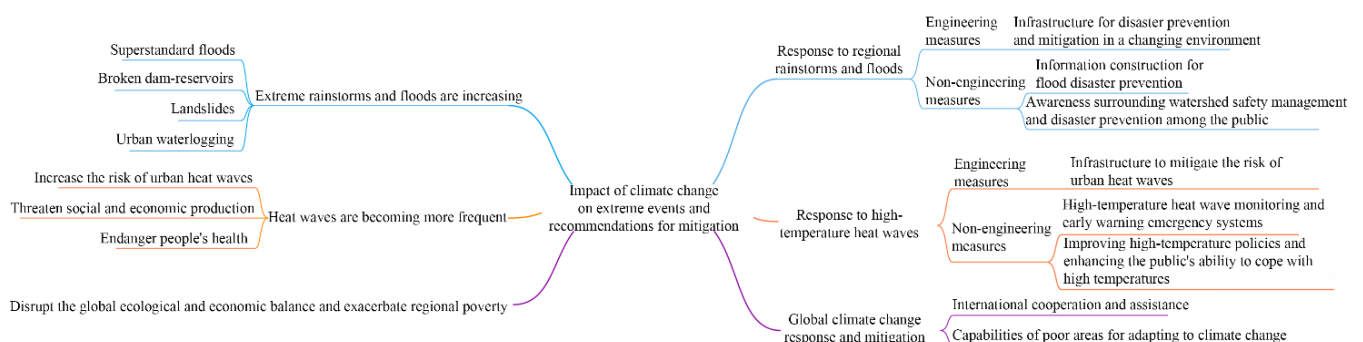 Superstandard floods
Broken dam-reservoirs
Landslides
Urban waterlogging
Extreme rainstorms and floods are increasing
Increase the risk of urban heat waves
Threaten social and economic production
Endanger people's health
Heat waves are becoming more frequent
Disrupt the global ecological and economic balance and exacerbate regional poverty
Impact of climate change
on extreme events and
recommendations for mitigation
Response to regional
rainstorms and floods
Engineering
measures
Infrastructure for disaster prevention
and mitigation in a changing environment
Non-engineering
measures
Information construction for
flood disaster prevention
Awareness surrounding watershed safety management
and disaster prevention among the public
Response to high-
temperature heat waves
Engineering
measures
Infrastructure to mitigate the risk of
urban heat waves
Non-engineering
measures
High-temperature heat wave monitoring and
early warning emergency systems
Improving high-temperature policies and
enhancing the public's ability to cope with
high temperatures
Global climate change
response and mitigation
International cooperation and assistance
Capabilities of poor areas for adapting to climate change